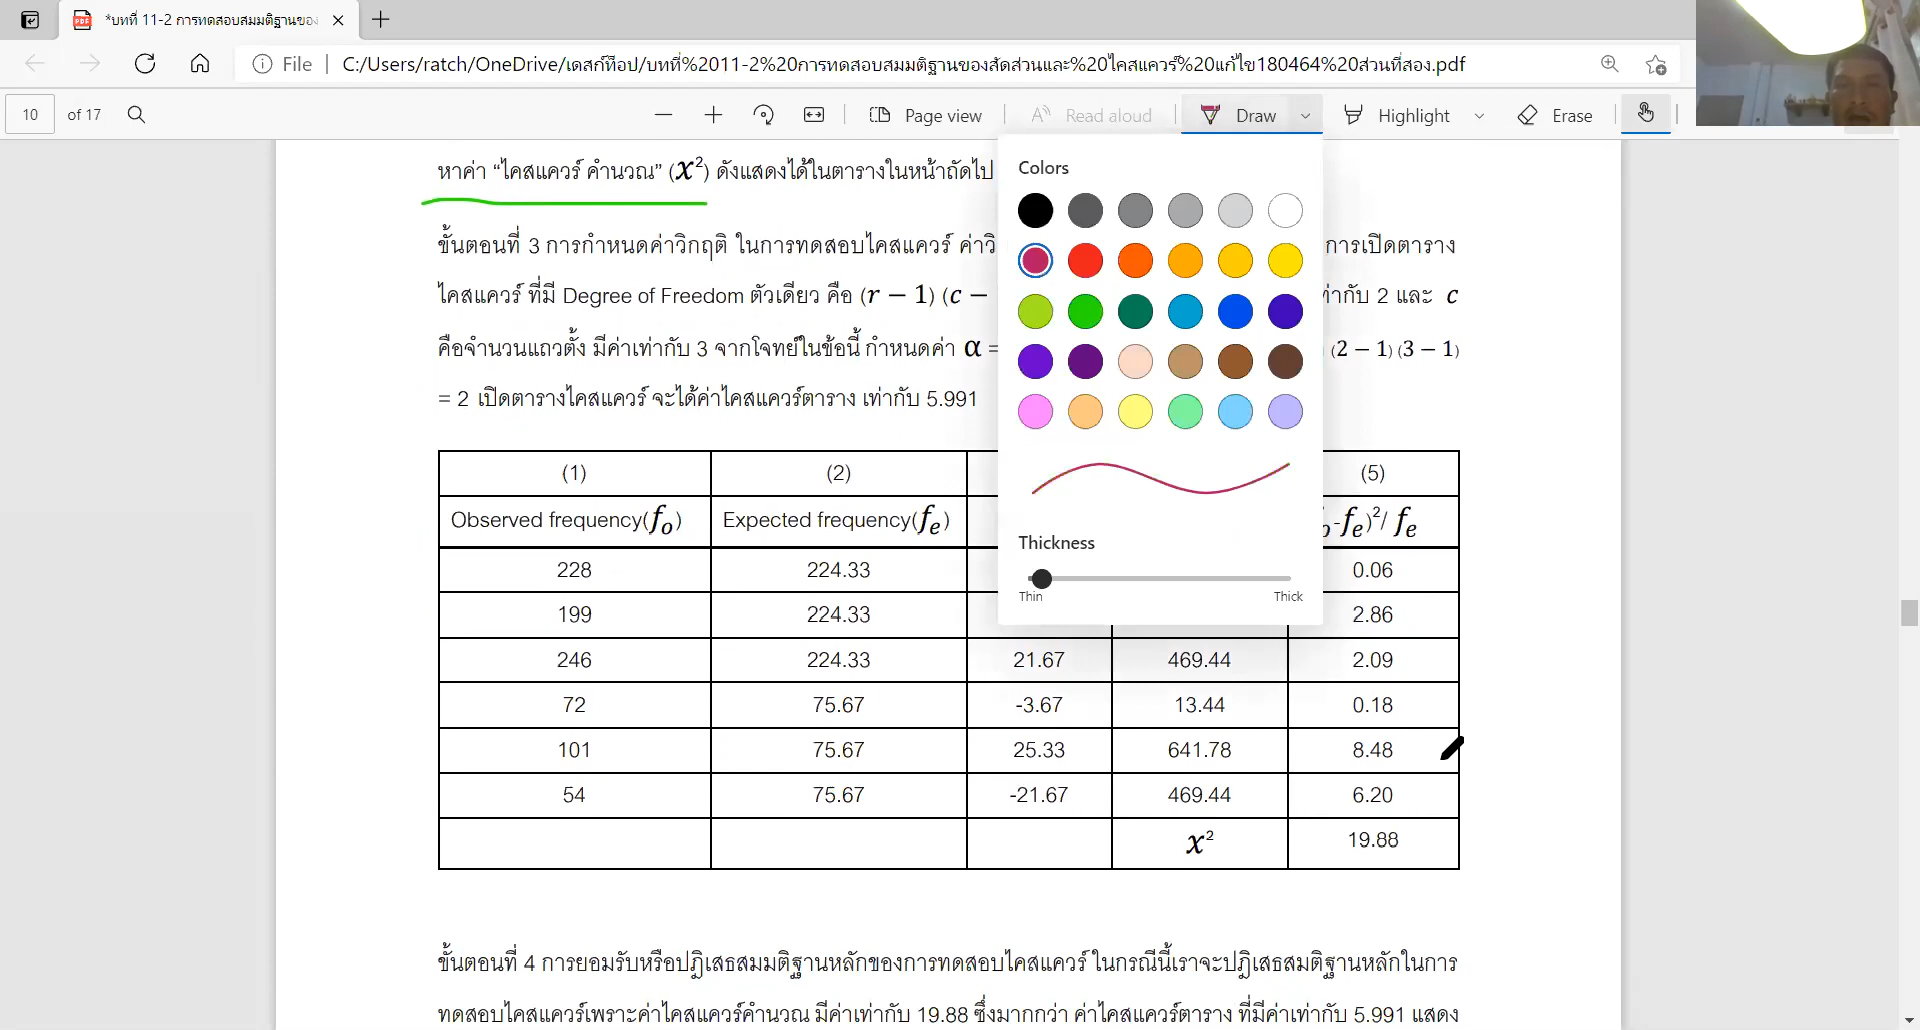 *บทที่ 11-2 การทดสอบสมมติฐานของ
File C:/Users/ratch/OneDrive/เดสก์ท็อป/บทที่%2011-2%20การทดสอบสมมติฐานของสัดส่วนและ%20ไคสแควร์%20แก้ไข180464%20ส่วนที่สอง.pdf
10 of 17 Page view Read aloud Draw Highlight Erase
Colors
Thickness
Thin Thick
หาค่า “ไคสแควร์ คำนวณ” (x²) ดังแสดงได้ในตารางในหน้าถัดไป
ขั้นตอนที่ 3 การกำหนดค่าวิกฤติ ในการทดสอบไคสแควร์ ค่าวิ การเปิดตาราง
ไคสแควร์ ที่มี Degree of Freedom ตัวเดียว คือ (r − 1) (c − ท่ากับ 2 และ c
คือจำนวนแถวตั้ง มีค่าเท่ากับ 3 จากโจทย์ในข้อนี้ กำหนดค่า α = (2 − 1) (3 − 1)
= 2 เปิดตารางไคสแควร์ จะได้ค่าไคสแควร์ตาราง เท่ากับ 5.991
(1) (2) (5)
Observed frequency(fo) Expected frequency(fe) o-fe)²/ fe
228 224.33 0.06
199 224.33 2.86
246 224.33 21.67 469.44 2.09
72 75.67 -3.67 13.44 0.18
101 75.67 25.33 641.78 8.48
54 75.67 -21.67 469.44 6.20
x² 19.88
ขั้นตอนที่ 4 การยอมรับหรือปฎิเสธสมมติฐานหลักของการทดสอบไคสแควร์ ในกรณีนี้เราจะปฎิเสธสมติฐานหลักในการ
ทดสอบไคสแควร์เพราะค่าไคสแควร์คำนวณ มีค่าเท่ากับ 19.88 ซึ่งมากกว่า ค่าไคสแควร์ตาราง ที่มีค่าเท่ากับ 5.991 แสดง